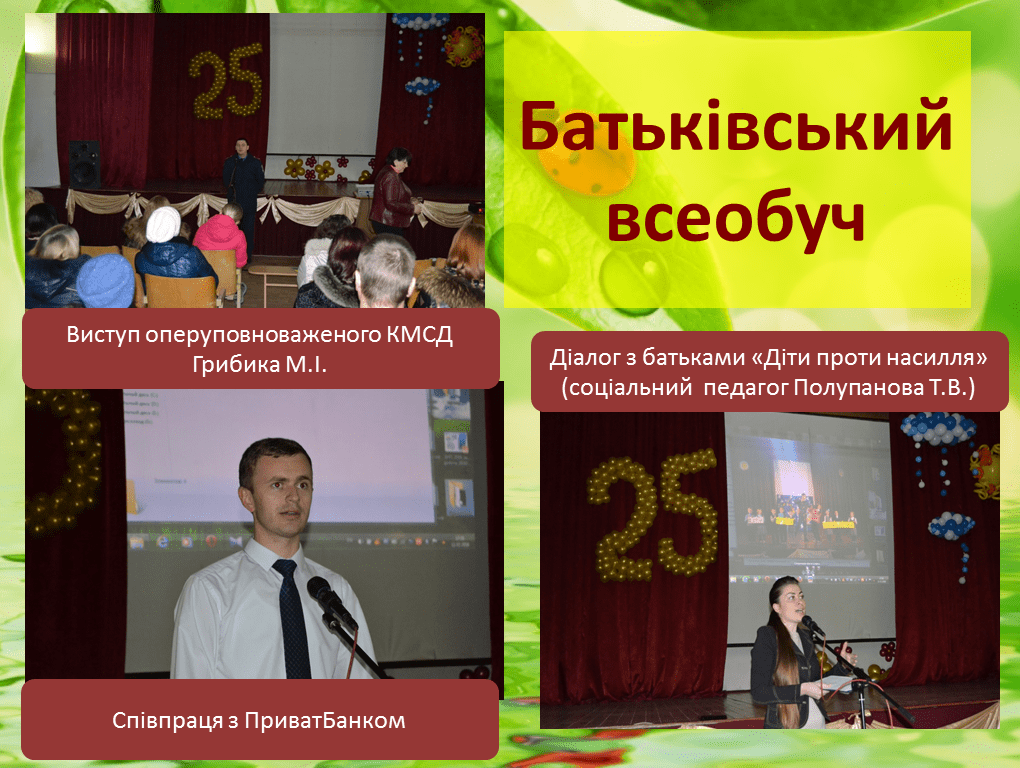 25
Батьківський
всеобуч
Виступ оперуповноваженого КМСД
Грибика М.І.
Діалог з батьками «Діти проти насилля»
(соціальний  педагог Полупанова Т.В.)
25
Співпраця з ПриватБанком